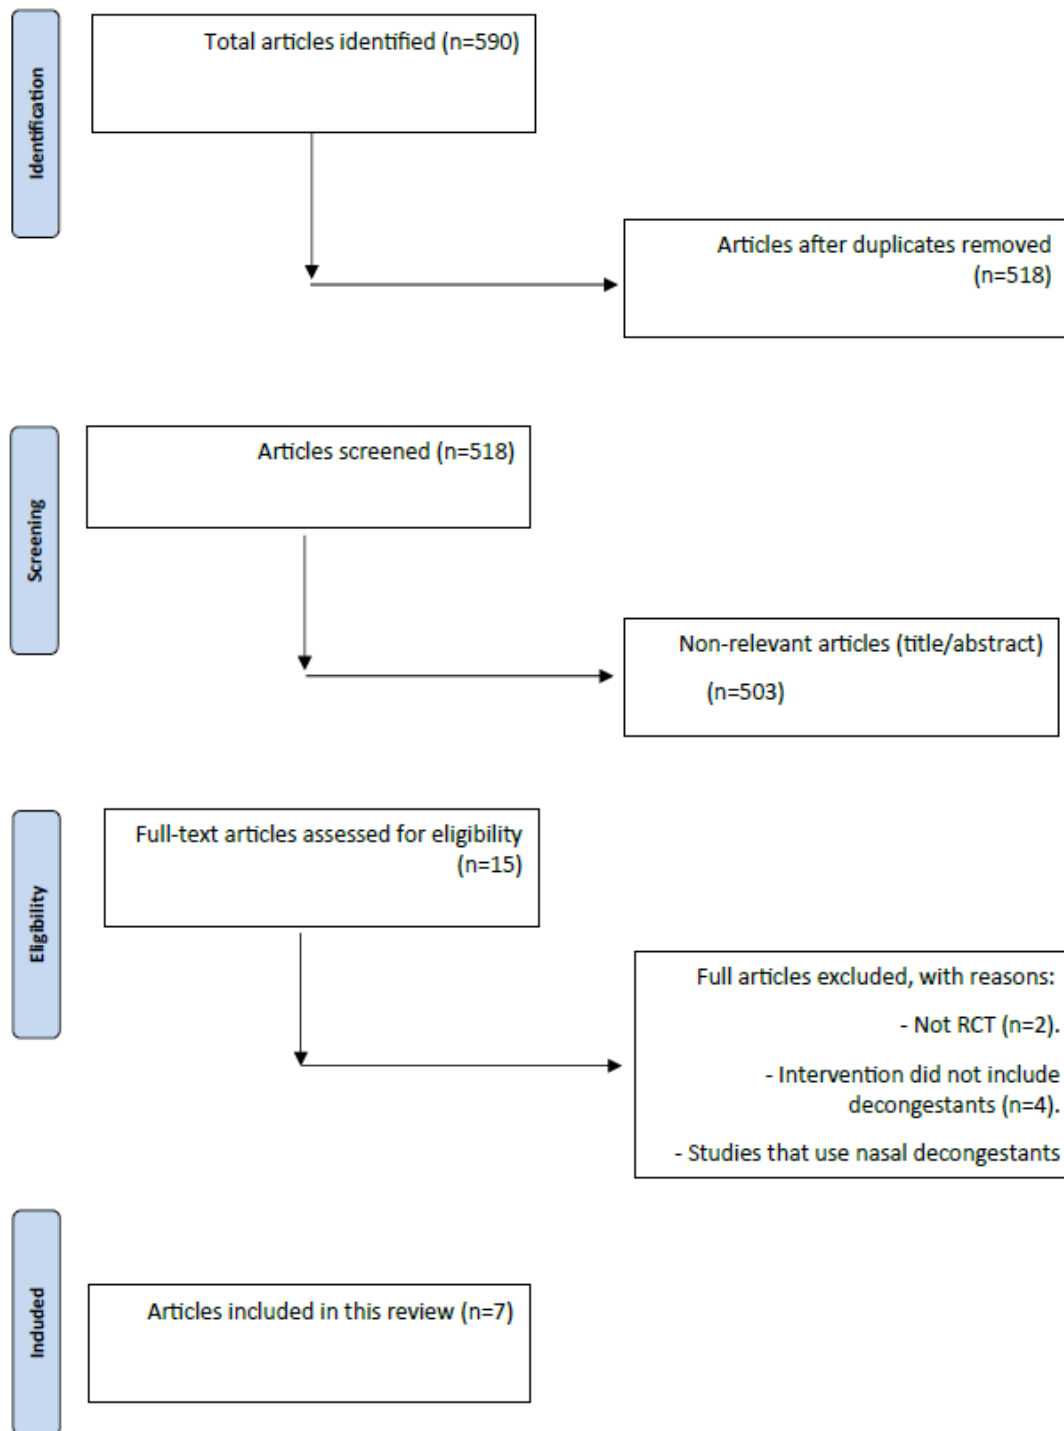 Identification
Total articles identified (n=590)
Articles after duplicates removed
(n=518)
Screening
Articles screened (n=518)
Non-relevant articles (title/abstract)
(n=503)
Eligibility
Full-text articles assessed for eligibility
(n=15)
Full articles excluded, with reasons:
- Not RCT (n=2).
- Intervention did not include
decongestants (n=4).
- Studies that use nasal decongestants
Included
Articles included in this review (n=7)